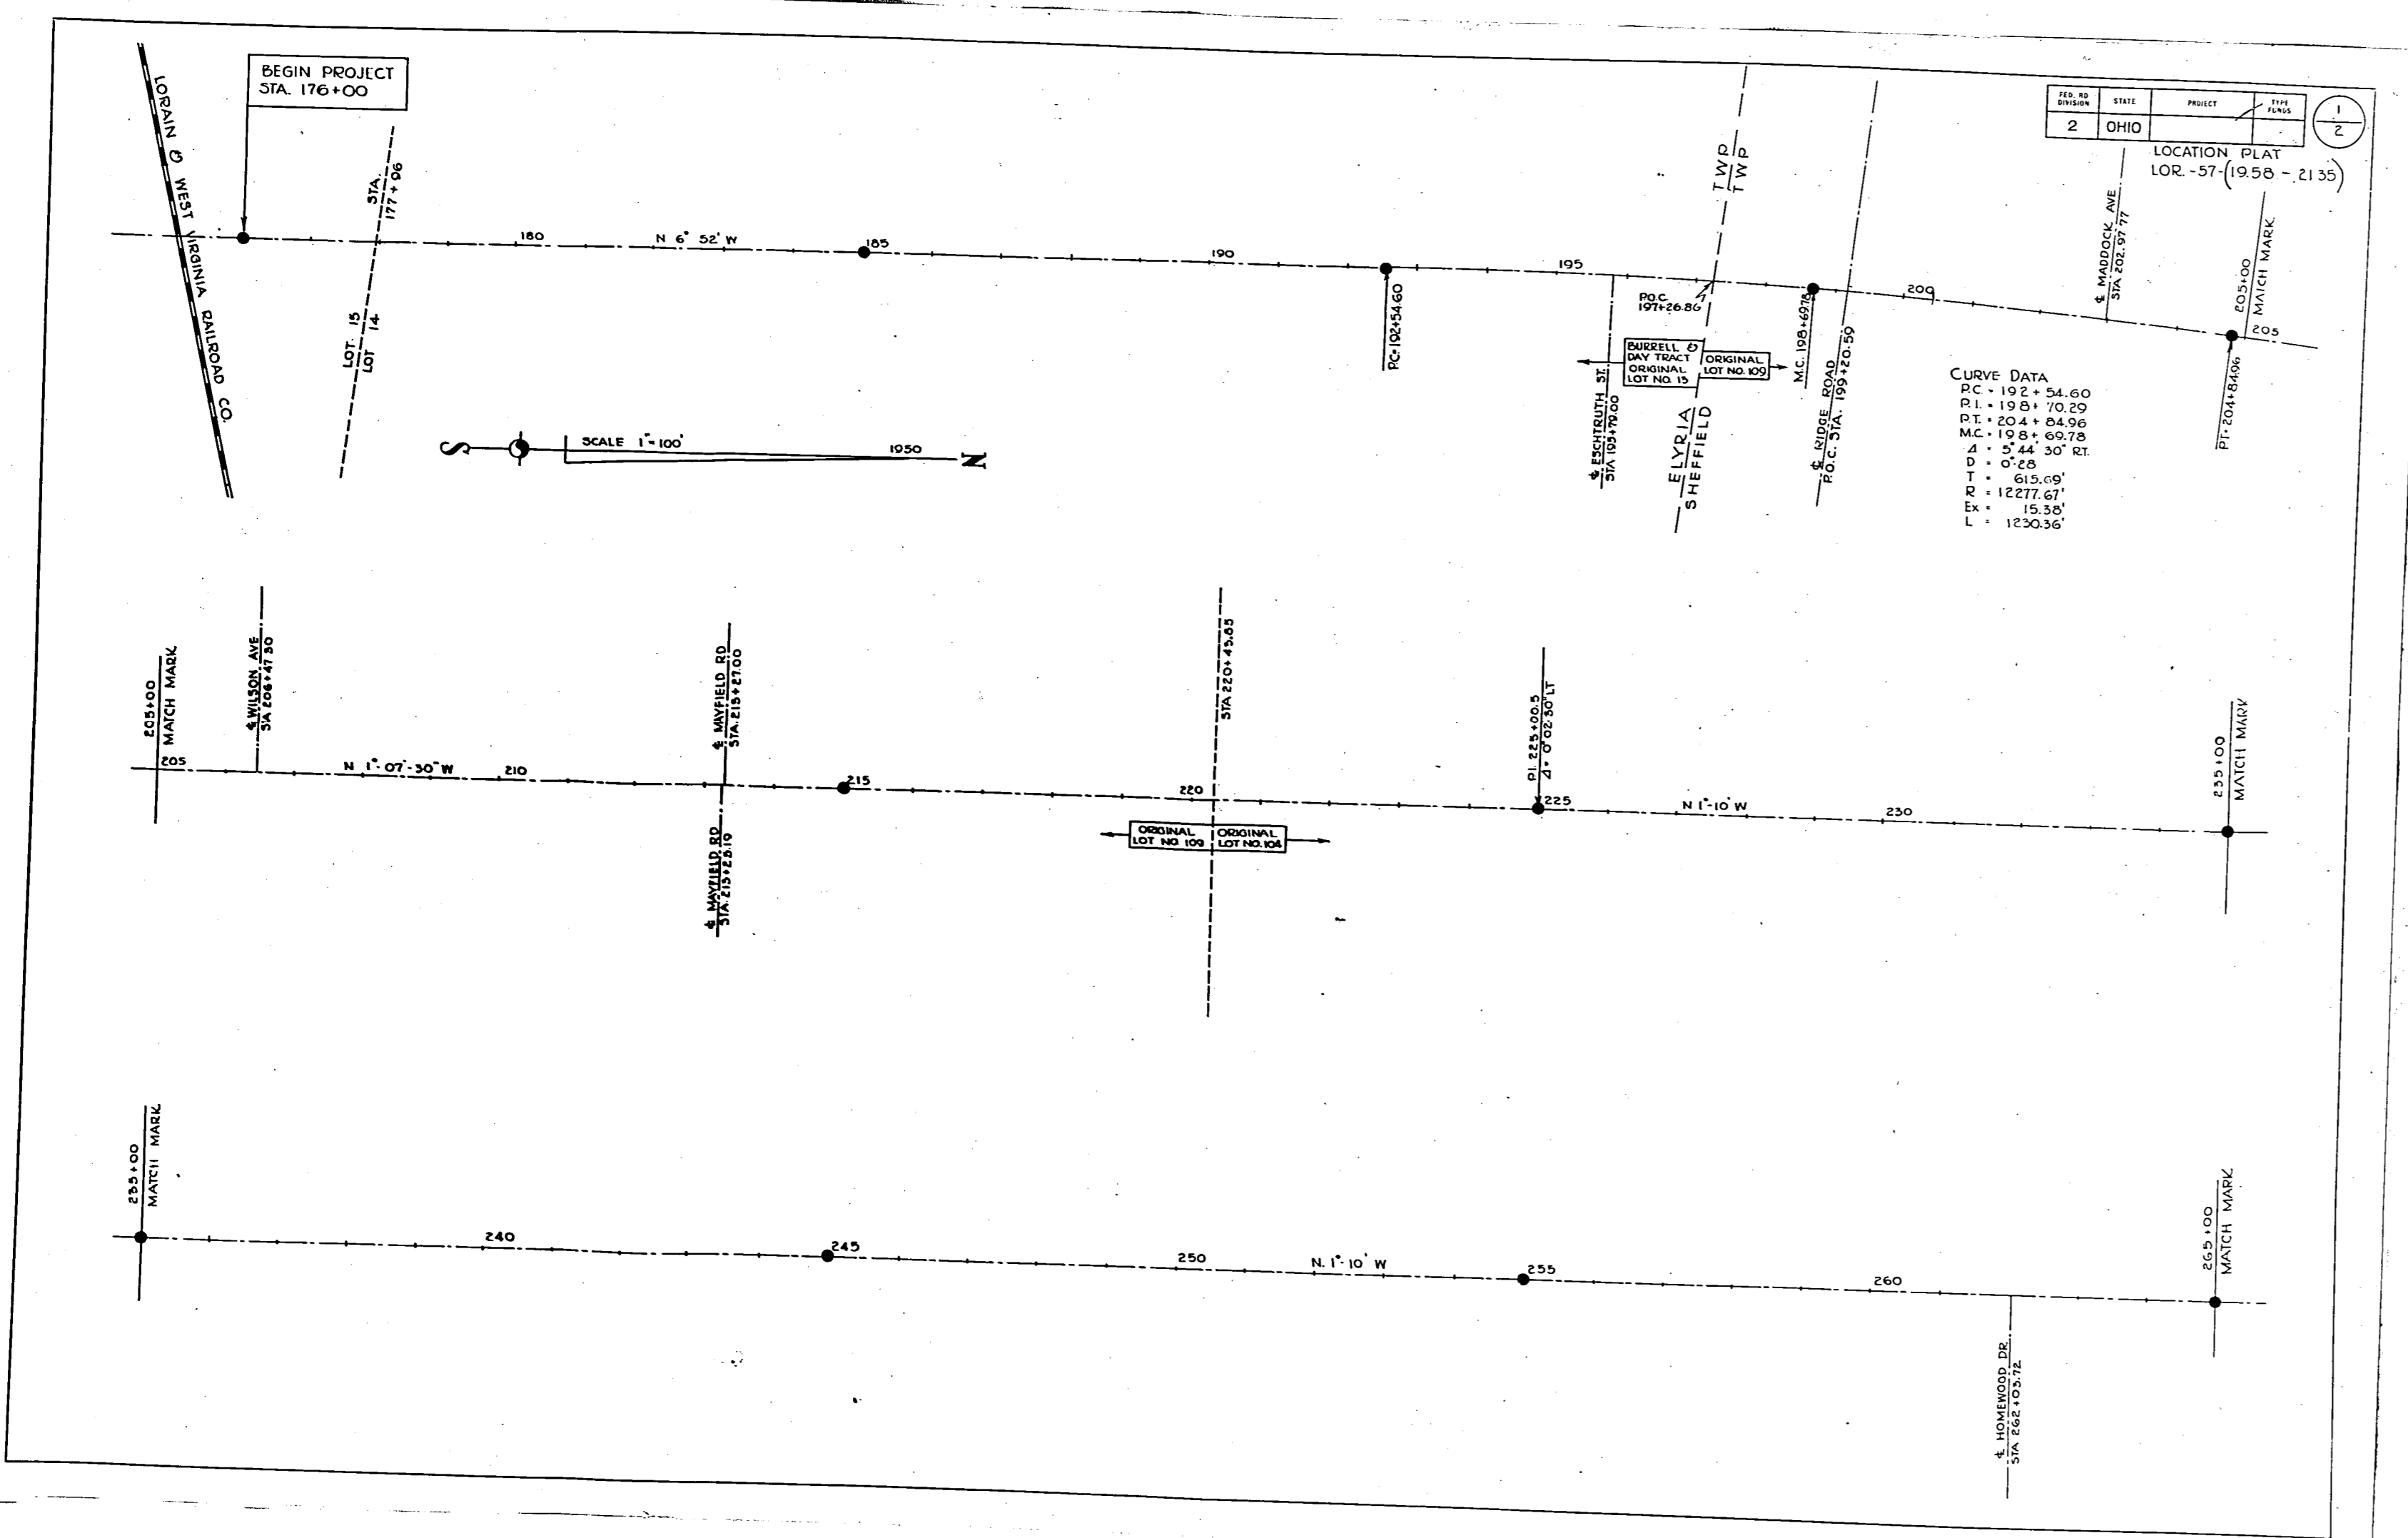 BEGIN PROJECT
STA. 176+00
LORAIN & WEST VIRGINIA RAILROAD CO.
STA.
177+96
LOT 15
LOT 14
180
N 6° 52' W
185
190
P.C. 192+54.60
195
℄ ESCHTRUTH ST.
STA 195+79.00
P.O.C.
197+26.86
TWP
TWP
BURRELL &
DAY TRACT
ORIGINAL
LOT NO. 15
ORIGINAL
LOT NO. 109
ELYRIA
SHEFFIELD
M.C. 198+69.78
℄ RIDGE ROAD
P.O.C. STA. 199+20.59
200
℄ MADDOCK AVE
STA 202.97 77
205+00
MATCH MARK
205
PT. 204+84.96
FED. RD
DIVISION
STATE
PROJECT
TYPE
FUNDS
2
OHIO
1
2
LOCATION PLAT
LOR.-57-(19.58 - 21 35)
CURVE DATA
P.C. = 192+54.60
P.I. = 198+70.29
P.T. = 204+84.96
M.C. = 198+69.78
Δ = 5° 44' 30" RT.
D = 0°28
T = 615.69'
R = 12277.67'
Ex = 15.38'
L = 1230.36'
S
SCALE 1"=100'
1950
N
205+00
MATCH MARK
205
℄ WILSON AVE
STA 206+47 30
N 1°-07'-30" W
210
℄ MAYFIELD RD
STA. 213+27.00
℄ MAYFIELD RD
STA. 213+23.19
215
220
STA 220+43.85
ORIGINAL
LOT NO 109
ORIGINAL
LOT NO. 104
P.I. 225+00.5
Δ = 0°02'30" LT
225
N 1°-10' W
230
235+00
MATCH MARK
235+00
MATCH MARK
240
245
250
N. 1°-10' W
255
260
℄ HOMEWOOD DR.
STA 262+03.72
265+00
MATCH MARK